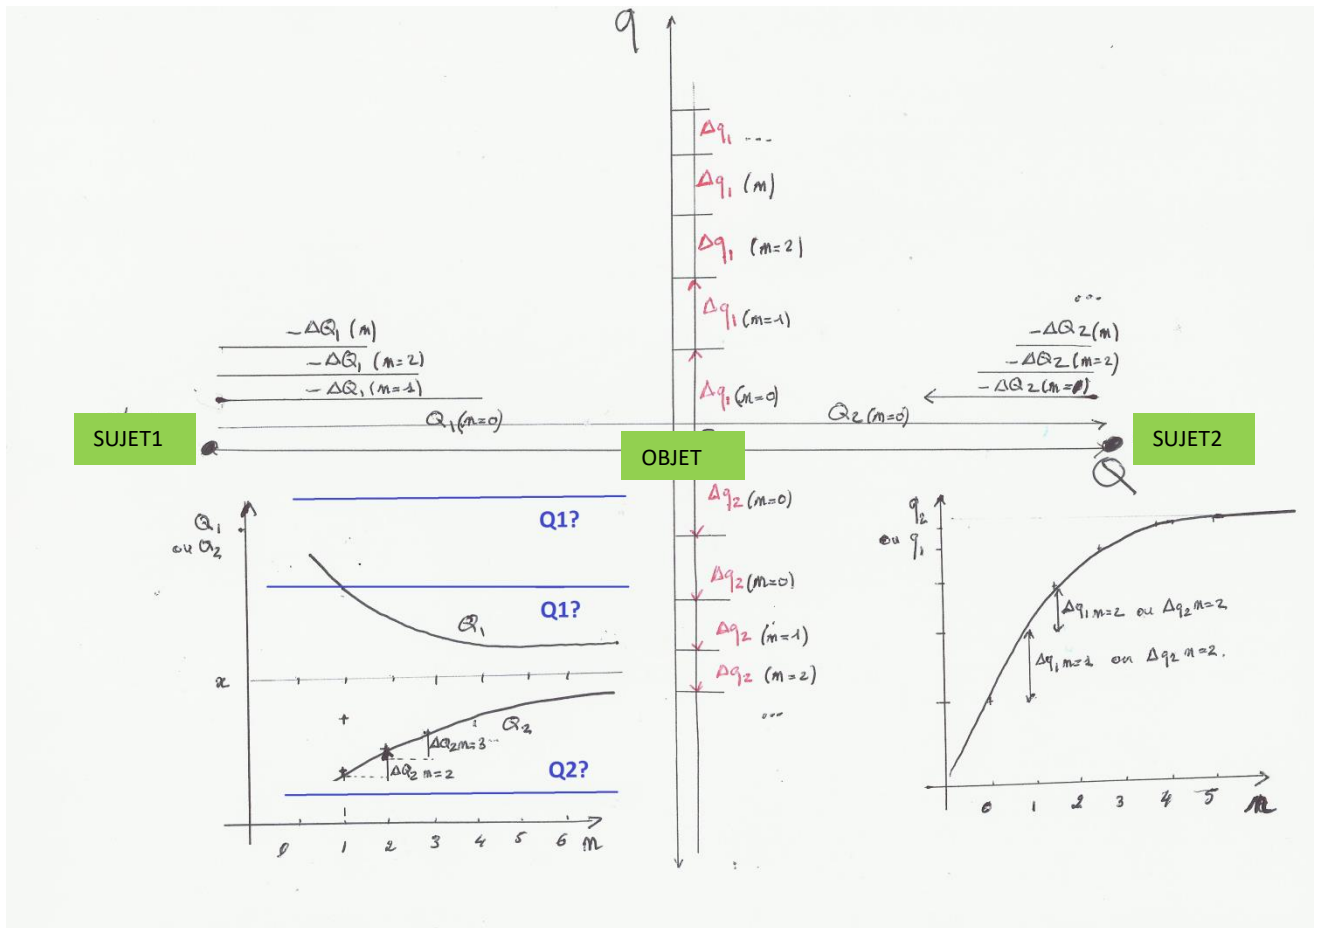 q
Δq₁ ...
Δq₁ (n)
Δq₁ (n=2)
Δq₁ (n=1)
Δq₁ (n=0)
-ΔQ₁ (n)
-ΔQ₁ (n=2)
-ΔQ₁ (n=1)
Q₁ (n=0)
...
-ΔQ2 (n)
-ΔQ2 (n=2)
-ΔQ2 (n=0)
Q2 (n=0)
SUJET1
OBJET
SUJET2
Q
Δq₂ (n=0)
Δq₂ (n=0)
Δq₂ (n=1)
Δq₂ (n=2)
...
Q₁
ou Q₂
Q1?
Q1?
Q₁
x
Q₂
ΔQ₂ n=3
ΔQ₂ n=2
Q2?
0 1 2 3 4 5 6 n
q₂
ou q₁
Δq₁ n=2 ou Δq₂ n=2
Δq₁ n=1 ou Δq₂ n=2.
0 1 2 3 4 5 n